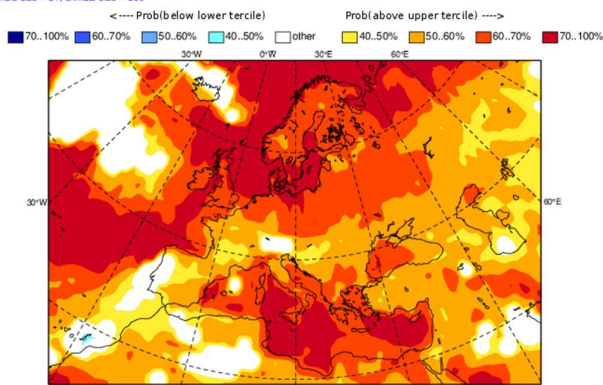 <---- Prob(below lower tercile) Prob(above upper tercile) ---->
70..100% 60..70% 50..60% 40..50% other 40..50% 50..60% 60..70% 70..100%
30°W 0°W 30°E 60°E
30°W 60°E